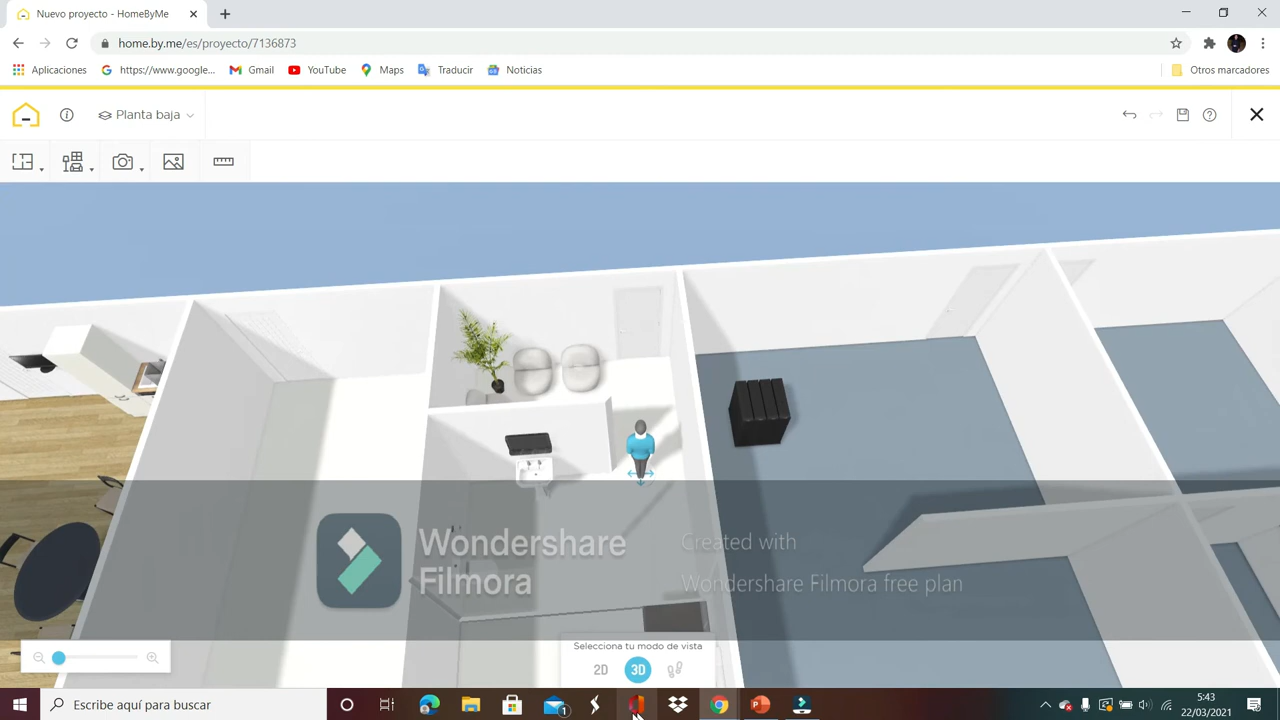 Nuevo proyecto - HomeByMe
home.by.me/es/proyecto/7136873
Aplicaciones
https://www.google...
Gmail
YouTube
Maps
Traducir
Noticias
Otros marcadores
Planta baja
Wondershare
Filmora
Created with
Wondershare Filmora free plan
Selecciona tu modo de vista
2D
3D
Escribe aquí para buscar
1
5:43
22/03/2021